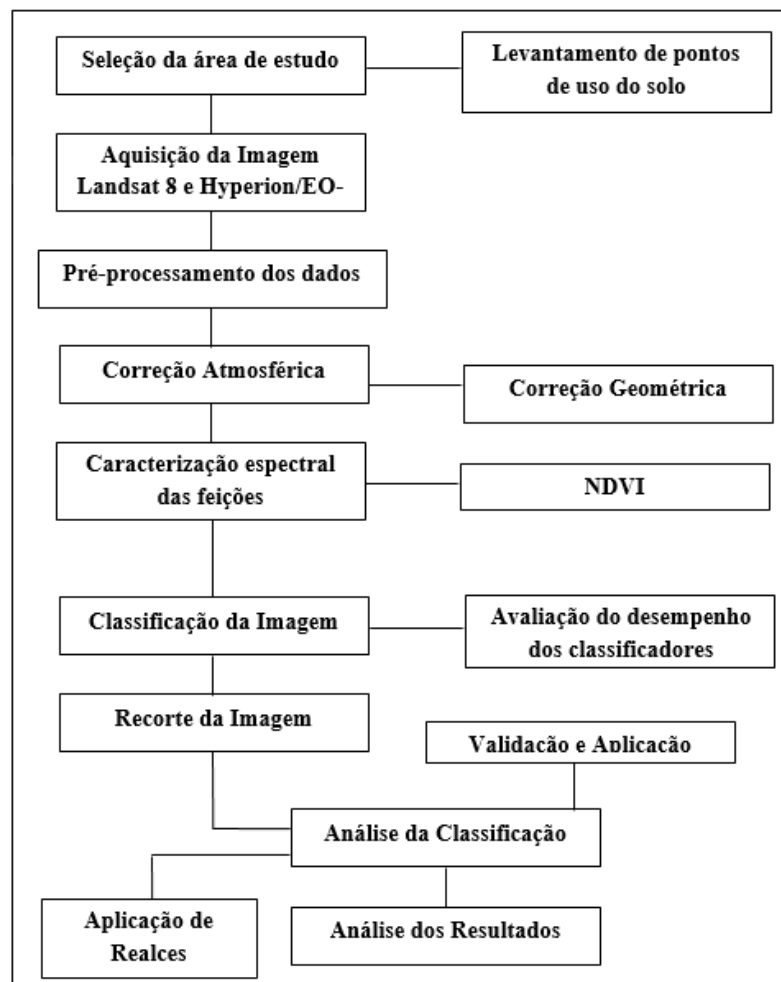 Seleção da área de estudo
Levantamento de pontos
de uso do solo
Aquisição da Imagem
Landsat 8 e Hyperion/EO-
Pré-processamento dos dados
Correção Atmosférica
Correção Geométrica
Caracterização espectral
das feições
NDVI
Classificação da Imagem
Avaliação do desempenho
dos classificadores
Recorte da Imagem
Validação e Aplicação
Análise da Classificação
Aplicação de
Realces
Análise dos Resultados